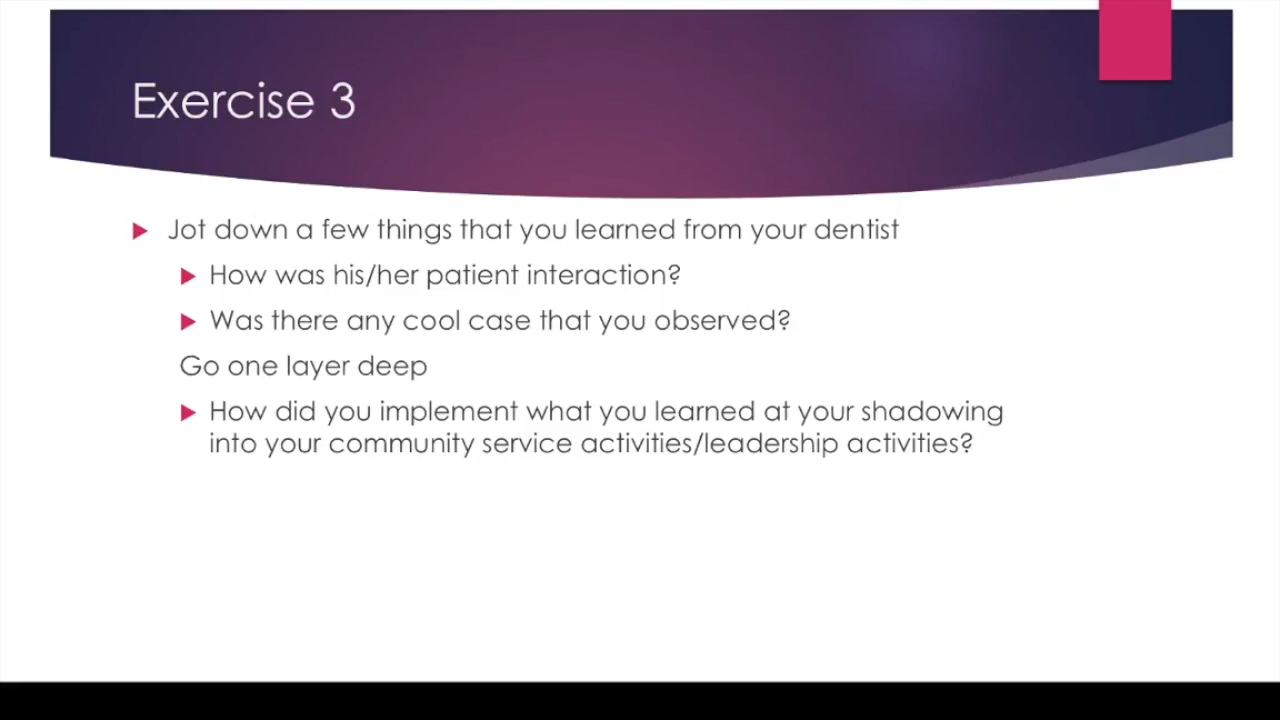 Exercise 3
Jot down a few things that you learned from your dentist
How was his/her patient interaction?
Was there any cool case that you observed?
Go one layer deep
How did you implement what you learned at your shadowing
into your community service activities/leadership activities?